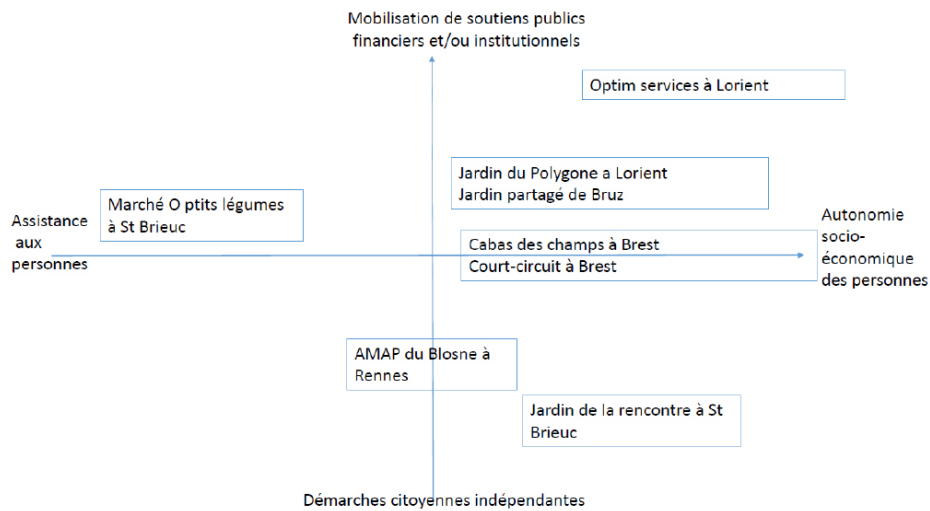 Mobilisation de soutiens publics
financiers et/ou institutionnels
Optim services à Lorient
Jardin du Polygone a Lorient
Jardin partagé de Bruz
Marché O ptits légumes
à St Brieuc
Assistance
aux
personnes
Autonomie
socio-
économique
des personnes
Cabas des champs à Brest
Court-circuit à Brest
AMAP du Blosne à
Rennes
Jardin de la rencontre à St
Brieuc
Démarches citoyennes indépendantes